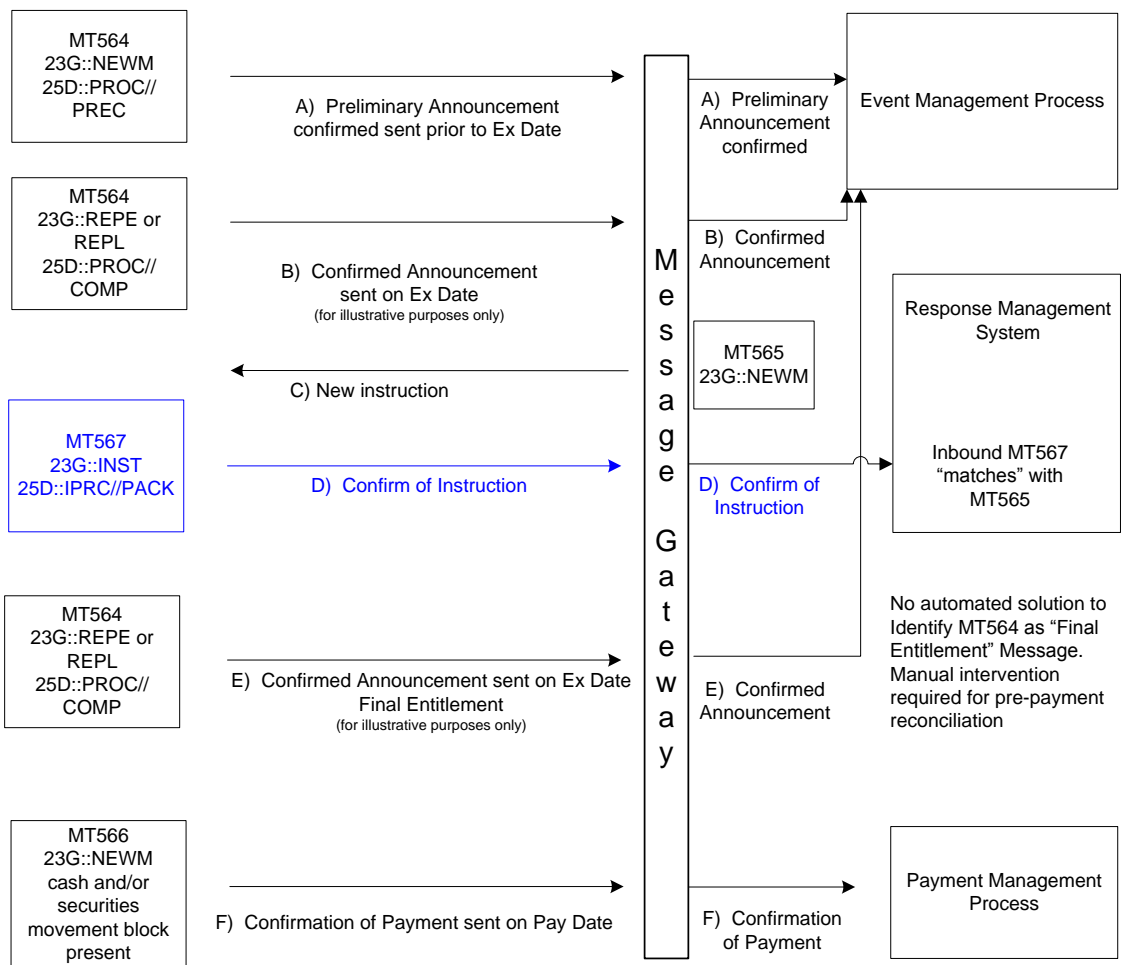 MT564
23G::NEWM
25D::PROC//
PREC
A) Preliminary Announcement
confirmed sent prior to Ex Date
A) Preliminary
Announcement
confirmed
Event Management Process
MT564
23G::REPE or
REPL
25D::PROC//
COMP
B) Confirmed Announcement
sent on Ex Date
(for illustrative purposes only)
B) Confirmed
Announcement
Message Gateway
MT565
23G::NEWM
C) New instruction
Response Management
System
Inbound MT567
“matches” with
MT565
MT567
23G::INST
25D::IPRC//PACK
D) Confirm of Instruction
D) Confirm of
Instruction
MT564
23G::REPE or
REPL
25D::PROC//
COMP
E) Confirmed Announcement sent on Ex Date
Final Entitlement
(for illustrative purposes only)
E) Confirmed
Announcement
No automated solution to
Identify MT564 as “Final
Entitlement” Message.
Manual intervention
required for pre-payment
reconciliation
MT566
23G::NEWM
cash and/or
securities
movement block
present
F) Confirmation of Payment sent on Pay Date
F) Confirmation
of Payment
Payment Management
Process